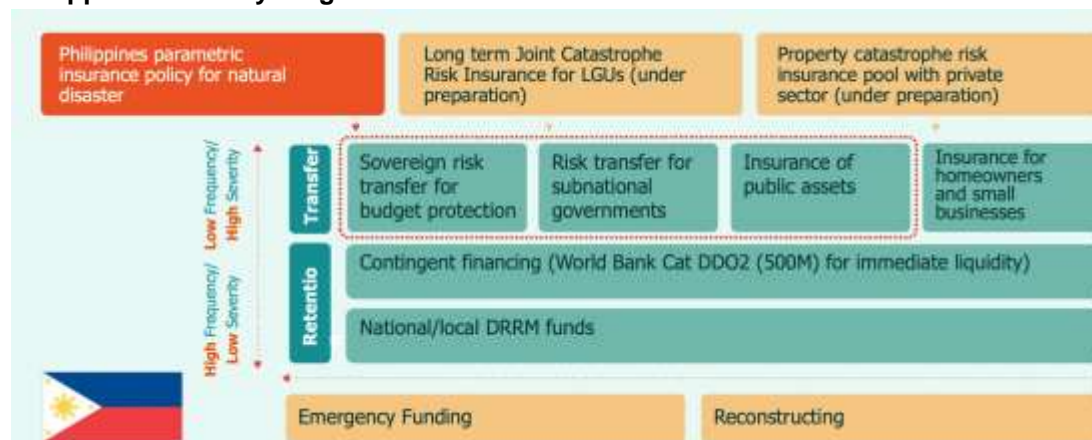 Philippines parametric
insurance policy for natural
disaster
Long term Joint Catastrophe
Risk Insurance for LGUs (under
preparation)
Property catastrophe risk
insurance pool with private
sector (under preparation)
Low Frequency/
High Severity
Transfer
Sovereign risk
transfer for
budget protection
Risk transfer for
subnational
governments
Insurance of
public assets
Insurance for
homeowners
and small
businesses
High Frequency/
Low Severity
Retentio
Contingent financing (World Bank Cat DDO2 (500M) for immediate liquidity)
National/local DRRM funds
Emergency Funding
Reconstructing